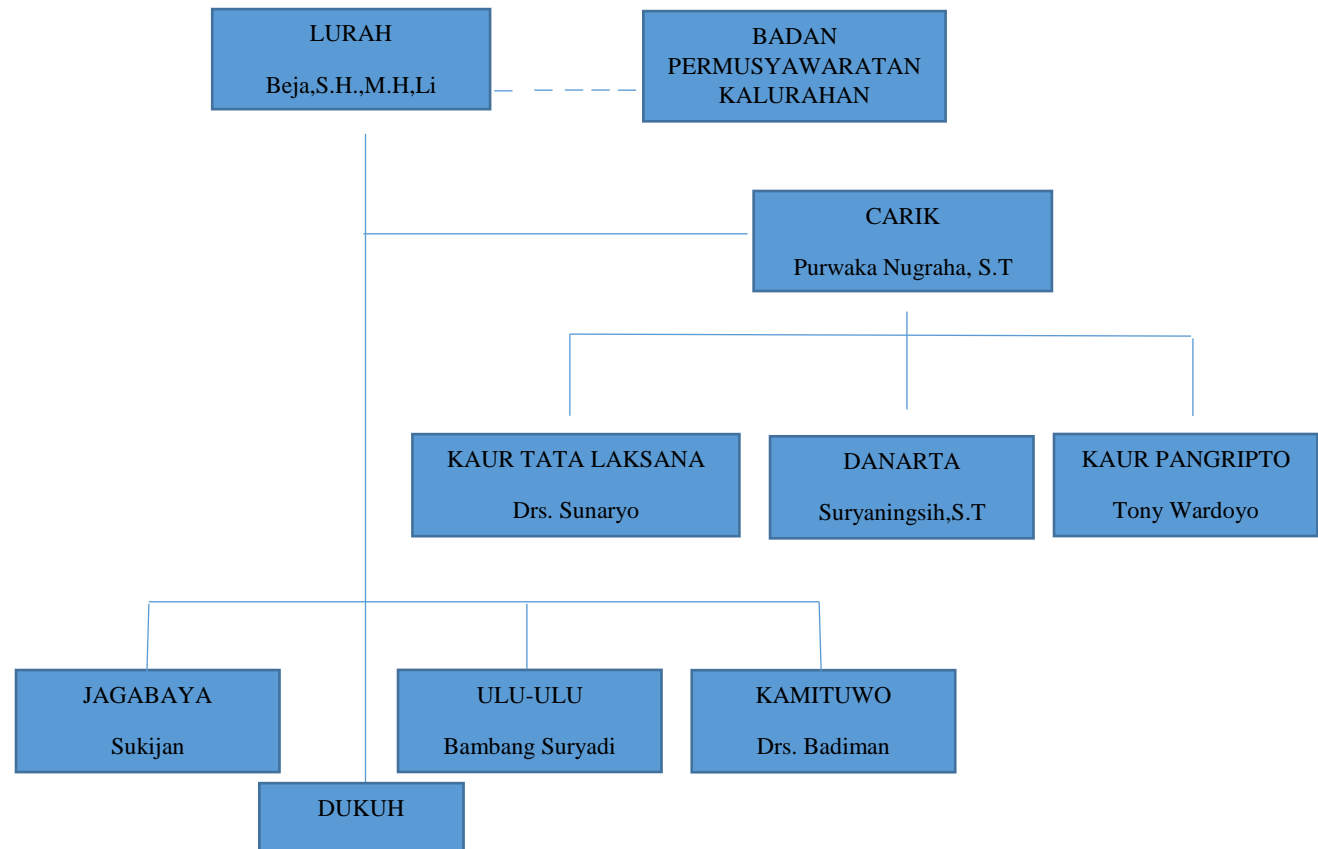 LURAH
Beja,S.H.,M.H,Li
BADAN
PERMUSYAWARATAN
KALURAHAN
CARIK
Purwaka Nugraha, S.T
KAUR TATA LAKSANA
Drs. Sunaryo
DANARTA
Suryaningsih,S.T
KAUR PANGRIPTO
Tony Wardoyo
JAGABAYA
Sukijan
ULU-ULU
Bambang Suryadi
KAMITUWO
Drs. Badiman
DUKUH